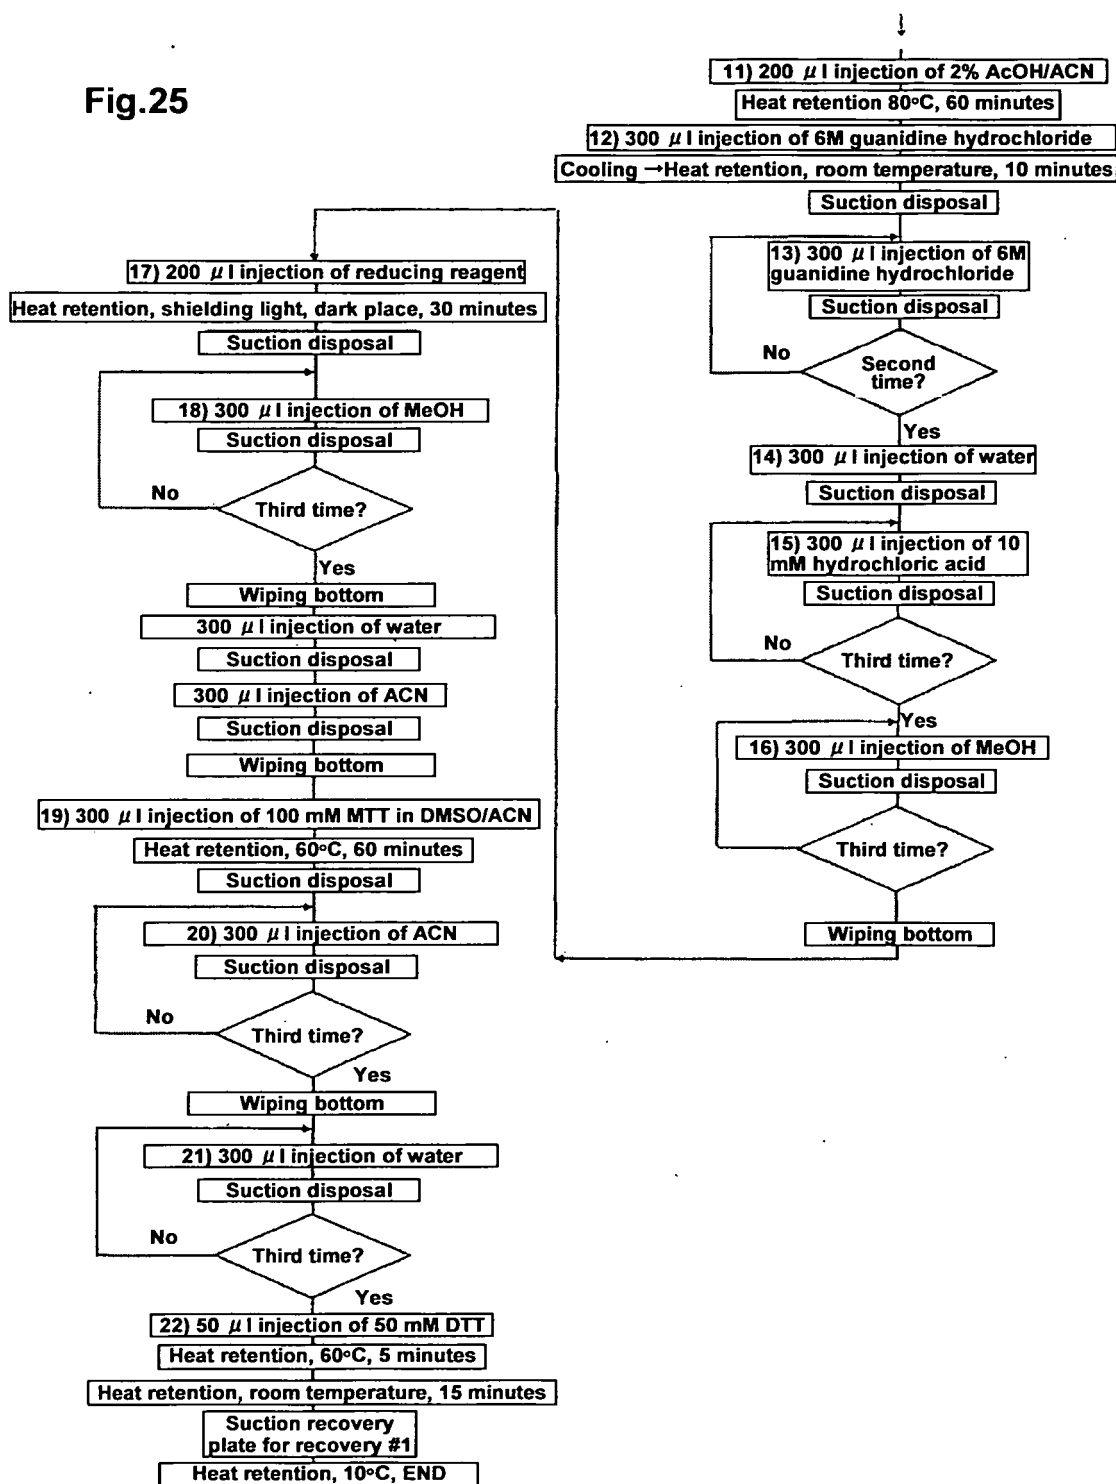 Fig.25
11) 200 μl injection of 2% AcOH/ACN
Heat retention 80°C, 60 minutes
12) 300 μl injection of 6M guanidine hydrochloride
Cooling →Heat retention, room temperature, 10 minutes
Suction disposal
13) 300 μl injection of 6M
guanidine hydrochloride
Suction disposal
No
Second
time?
Yes
14) 300 μl injection of water
Suction disposal
15) 300 μl injection of 10
mM hydrochloric acid
Suction disposal
No
Third time?
Yes
16) 300 μl injection of MeOH
Suction disposal
Third time?
Wiping bottom
17) 200 μl injection of reducing reagent
Heat retention, shielding light, dark place, 30 minutes
Suction disposal
18) 300 μl injection of MeOH
Suction disposal
No
Third time?
Yes
Wiping bottom
300 μl injection of water
Suction disposal
300 μl injection of ACN
Suction disposal
Wiping bottom
19) 300 μl injection of 100 mM MTT in DMSO/ACN
Heat retention, 60°C, 60 minutes
Suction disposal
20) 300 μl injection of ACN
Suction disposal
No
Third time?
Yes
Wiping bottom
21) 300 μl injection of water
Suction disposal
No
Third time?
Yes
22) 50 μl injection of 50 mM DTT
Heat retention, 60°C, 5 minutes
Heat retention, room temperature, 15 minutes
Suction recovery
plate for recovery #1
Heat retention, 10°C, END